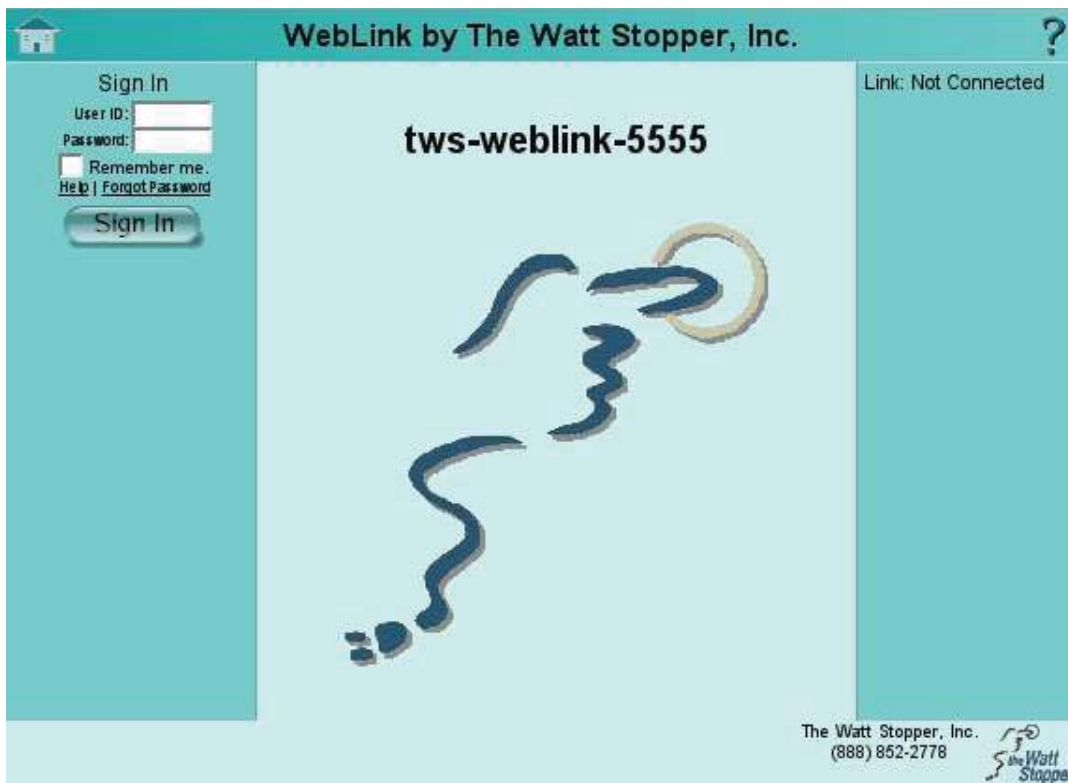 WebLink by The Watt Stopper, Inc.
?
Sign In
User ID:
Password:
Remember me.
Help | Forgot Password
Sign In
tws-weblink-5555
Link: Not Connected
The Watt Stopper, Inc.
(888) 852-2778
the Watt
Stopper